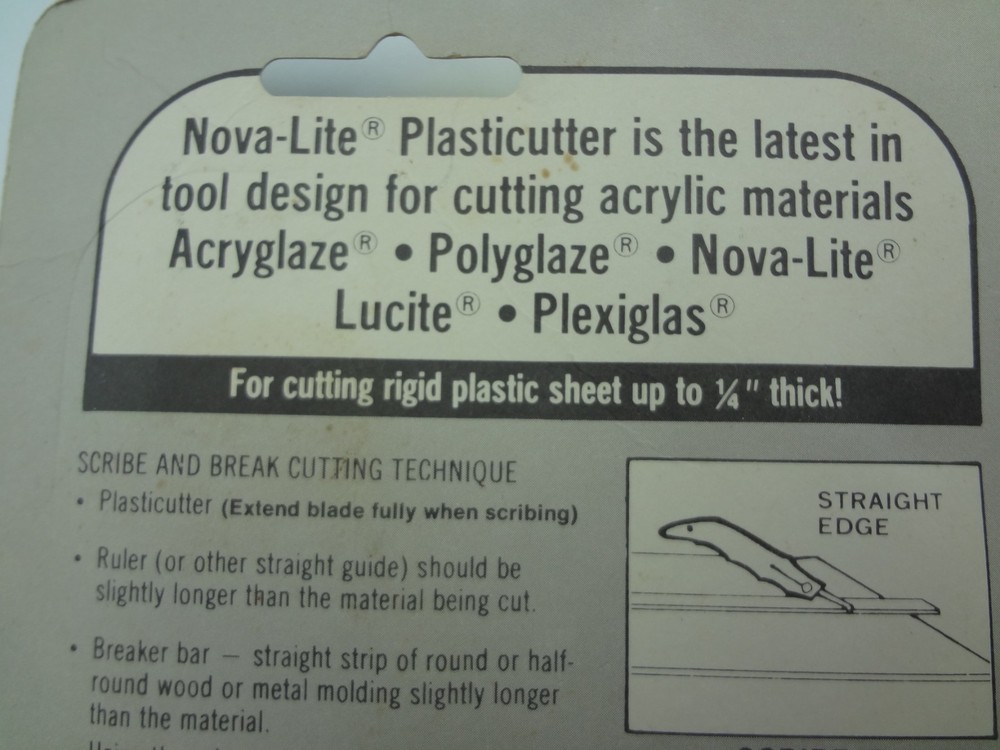 Nova-Lite® Plasticutter is the latest in
tool design for cutting acrylic materials
Acryglaze® • Polyglaze® • Nova-Lite®
Lucite® • Plexiglas®
For cutting rigid plastic sheet up to ¼" thick!
SCRIBE AND BREAK CUTTING TECHNIQUE
• Plasticutter (Extend blade fully when scribing)
• Ruler (or other straight guide) should be
slightly longer than the material being cut.
• Breaker bar — straight strip of round or half-
round wood or metal molding slightly longer
than the material.
STRAIGHT
EDGE